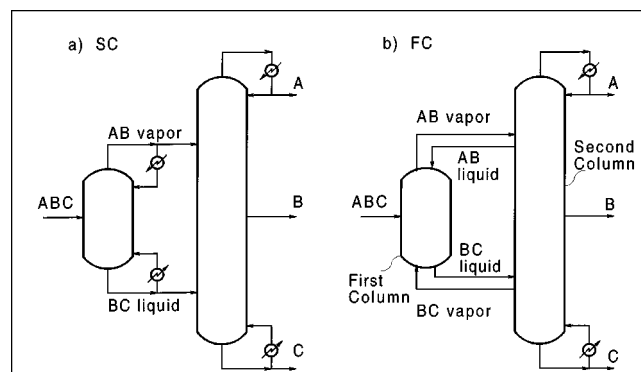 a) SC
AB vapor
ABC
BC liquid
A
B
C
b) FC
AB vapor
AB
liquid
ABC
BC
liquid
First
Column
BC vapor
Second
Column
A
B
C